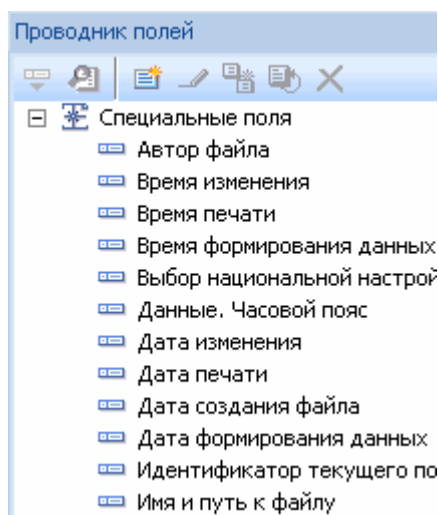 Проводник полей
Специальные поля
Автор файла
Время изменения
Время печати
Время формирования данных
Выбор национальной настрой
Данные. Часовой пояс
Дата изменения
Дата печати
Дата создания файла
Дата формирования данных
Идентификатор текущего по
Имя и путь к файлу